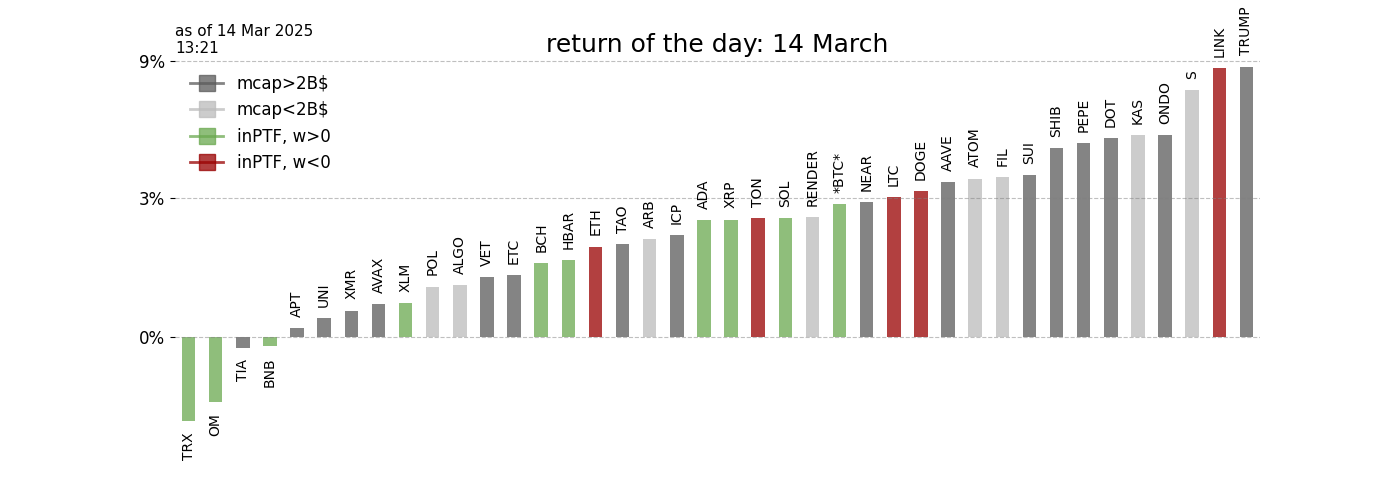 as of 14 Mar 2025
13:21
return of the day: 14 March
9%
3%
0%
mcap>2B$
mcap<2B$
inPTF, w>0
inPTF, w<0
TRX
OM
TIA
BNB
APT
UNI
XMR
AVAX
XLM
POL
ALGO
VET
ETC
BCH
HBAR
ETH
TAO
ARB
ICP
ADA
XRP
TON
SOL
RENDER
*BTC*
NEAR
LTC
DOGE
AAVE
ATOM
FIL
SUI
SHIB
PEPE
DOT
KAS
ONDO
S
LINK
TRUMP